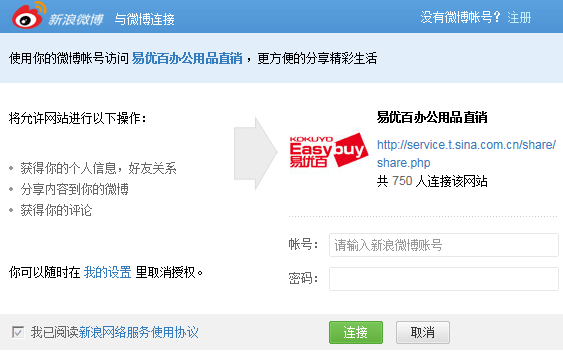 新浪微博 与微博连接 没有微博帐号？注册
使用你的微博帐号访问 易优百办公用品直销，更方便的分享精彩生活
将允许网站进行以下操作：
• 获得你的个人信息，好友关系
• 分享内容到你的微博
• 获得你的评论
你可以随时在 我的设置 里取消授权。
KOKUYO
Easybuy
易优百
易优百办公用品直销
http://service.t.sina.com.cn/share/
share.php
共 750 人连接该网站
帐号： 请输入新浪微博账号
密码：
我已阅读新浪网络服务使用协议
连接 取消